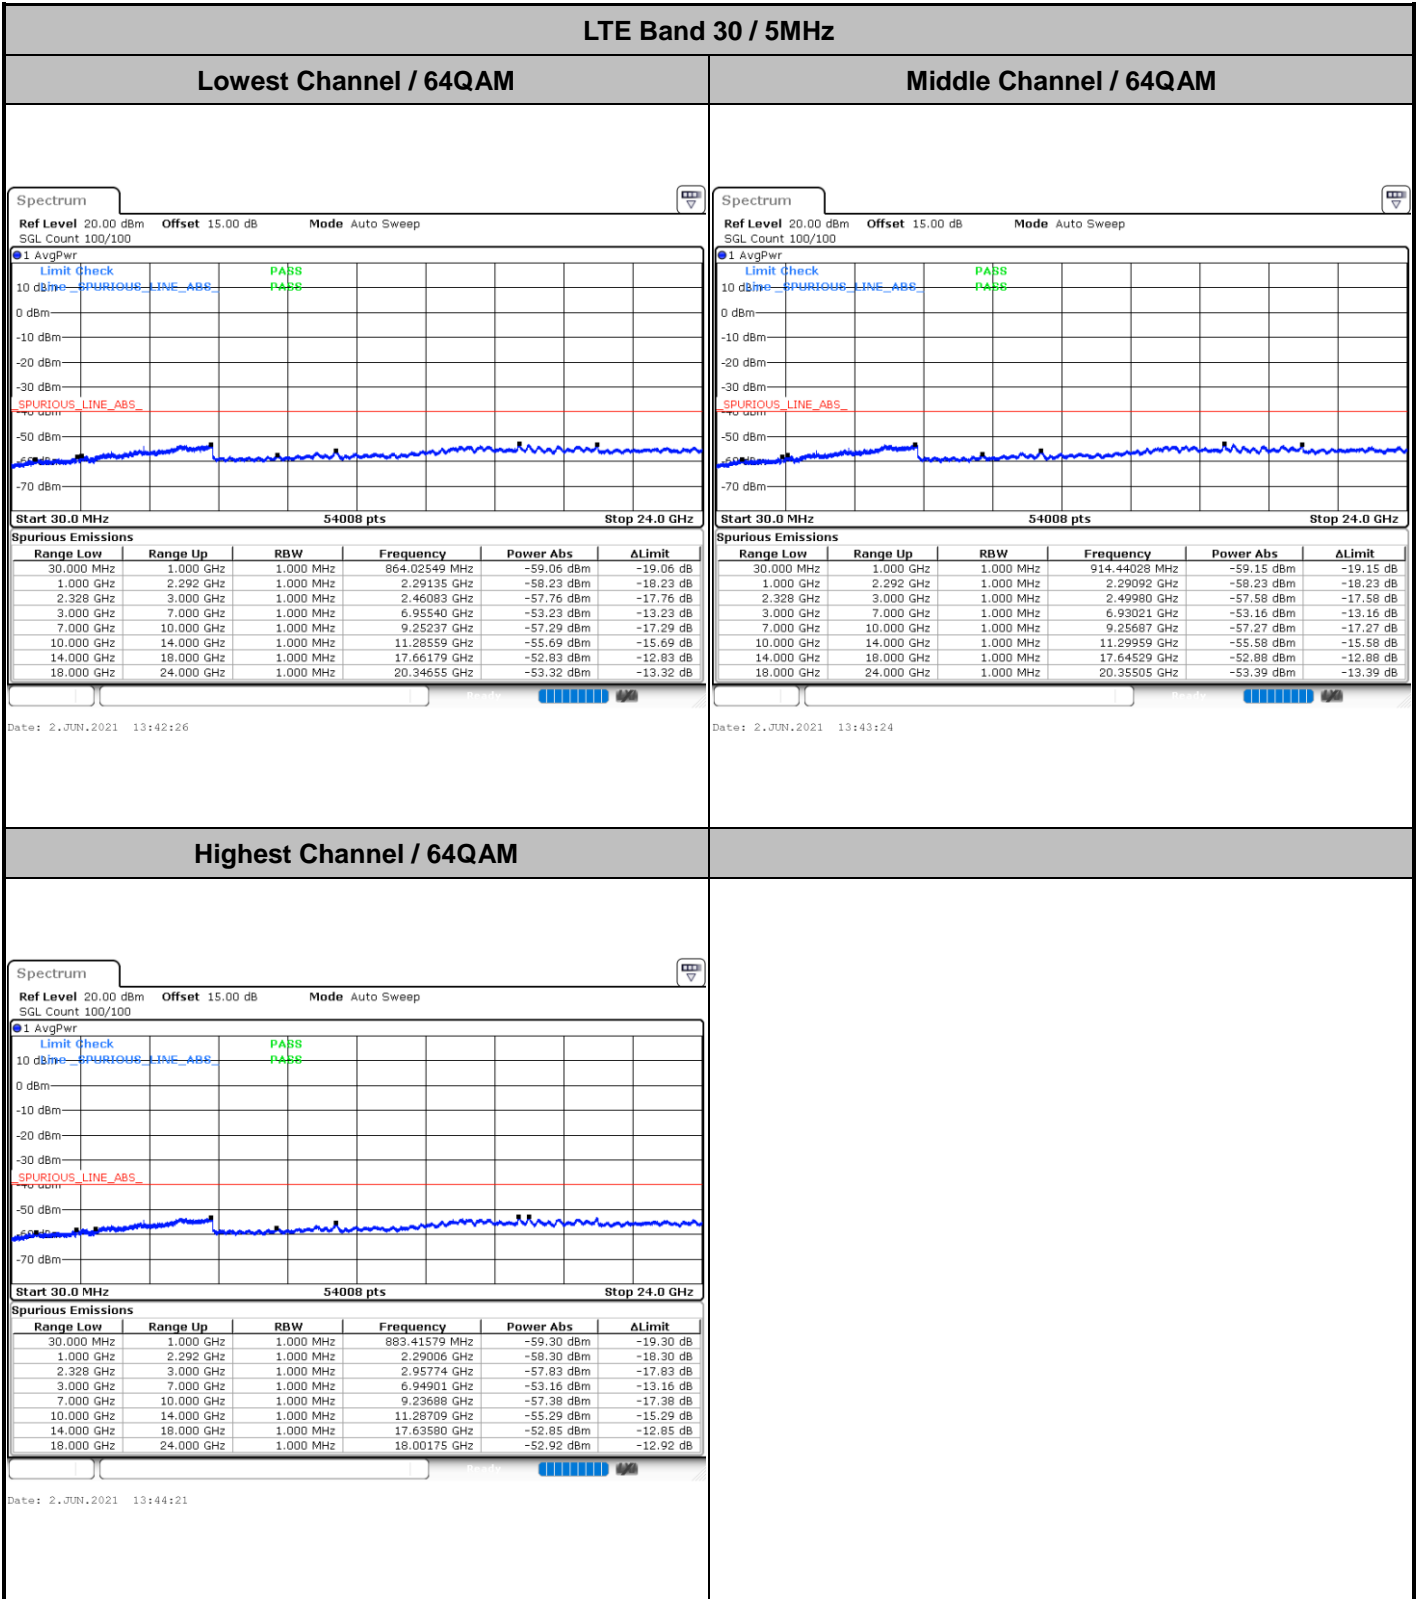 LTE Band 30 / 5MHz
Lowest Channel / 64QAM
Middle Channel / 64QAM
Spectrum
Ref Level 20.00 dBm Offset 15.00 dB Mode Auto Sweep
SGL Count 100/100
1 AvgPwr
Limit Check PASS
10 dBm
Line _SPURIOUS_LINE_ABS_ PASS
0 dBm
-10 dBm
-20 dBm
-30 dBm
_SPURIOUS_LINE_ABS_
-40 dBm
-50 dBm
-60 dBm
-70 dBm
Start 30.0 MHz 54008 pts Stop 24.0 GHz
Spurious Emissions
Range Low Range Up RBW Frequency Power Abs ΔLimit
30.000 MHz 1.000 GHz 1.000 MHz 864.02549 MHz -59.06 dBm -19.06 dB
1.000 GHz 2.292 GHz 1.000 MHz 2.29135 GHz -58.23 dBm -18.23 dB
2.328 GHz 3.000 GHz 1.000 MHz 2.46083 GHz -57.76 dBm -17.76 dB
3.000 GHz 7.000 GHz 1.000 MHz 6.95540 GHz -53.23 dBm -13.23 dB
7.000 GHz 10.000 GHz 1.000 MHz 9.25237 GHz -57.29 dBm -17.29 dB
10.000 GHz 14.000 GHz 1.000 MHz 11.28559 GHz -55.69 dBm -15.69 dB
14.000 GHz 18.000 GHz 1.000 MHz 17.66179 GHz -52.83 dBm -12.83 dB
18.000 GHz 24.000 GHz 1.000 MHz 20.34655 GHz -53.32 dBm -13.32 dB
Ready
Date: 2.JUN.2021 13:42:26
Spectrum
Ref Level 20.00 dBm Offset 15.00 dB Mode Auto Sweep
SGL Count 100/100
1 AvgPwr
Limit Check PASS
10 dBm
Line _SPURIOUS_LINE_ABS_ PASS
0 dBm
-10 dBm
-20 dBm
-30 dBm
_SPURIOUS_LINE_ABS_
-40 dBm
-50 dBm
-60 dBm
-70 dBm
Start 30.0 MHz 54008 pts Stop 24.0 GHz
Spurious Emissions
Range Low Range Up RBW Frequency Power Abs ΔLimit
30.000 MHz 1.000 GHz 1.000 MHz 914.44028 MHz -59.15 dBm -19.15 dB
1.000 GHz 2.292 GHz 1.000 MHz 2.29092 GHz -58.23 dBm -18.23 dB
2.328 GHz 3.000 GHz 1.000 MHz 2.49980 GHz -57.58 dBm -17.58 dB
3.000 GHz 7.000 GHz 1.000 MHz 6.93021 GHz -53.16 dBm -13.16 dB
7.000 GHz 10.000 GHz 1.000 MHz 9.25687 GHz -57.27 dBm -17.27 dB
10.000 GHz 14.000 GHz 1.000 MHz 11.29959 GHz -55.58 dBm -15.58 dB
14.000 GHz 18.000 GHz 1.000 MHz 17.64529 GHz -52.88 dBm -12.88 dB
18.000 GHz 24.000 GHz 1.000 MHz 20.35505 GHz -53.39 dBm -13.39 dB
Ready
Date: 2.JUN.2021 13:43:24
Highest Channel / 64QAM
Spectrum
Ref Level 20.00 dBm Offset 15.00 dB Mode Auto Sweep
SGL Count 100/100
1 AvgPwr
Limit Check PASS
10 dBm
Line _SPURIOUS_LINE_ABS_ PASS
0 dBm
-10 dBm
-20 dBm
-30 dBm
_SPURIOUS_LINE_ABS_
-40 dBm
-50 dBm
-60 dBm
-70 dBm
Start 30.0 MHz 54008 pts Stop 24.0 GHz
Spurious Emissions
Range Low Range Up RBW Frequency Power Abs ΔLimit
30.000 MHz 1.000 GHz 1.000 MHz 883.41579 MHz -59.30 dBm -19.30 dB
1.000 GHz 2.292 GHz 1.000 MHz 2.29006 GHz -58.30 dBm -18.30 dB
2.328 GHz 3.000 GHz 1.000 MHz 2.95774 GHz -57.83 dBm -17.83 dB
3.000 GHz 7.000 GHz 1.000 MHz 6.94901 GHz -53.16 dBm -13.16 dB
7.000 GHz 10.000 GHz 1.000 MHz 9.23688 GHz -57.38 dBm -17.38 dB
10.000 GHz 14.000 GHz 1.000 MHz 11.28709 GHz -55.29 dBm -15.29 dB
14.000 GHz 18.000 GHz 1.000 MHz 17.63580 GHz -52.85 dBm -12.85 dB
18.000 GHz 24.000 GHz 1.000 MHz 18.00175 GHz -52.92 dBm -12.92 dB
Ready
Date: 2.JUN.2021 13:44:21